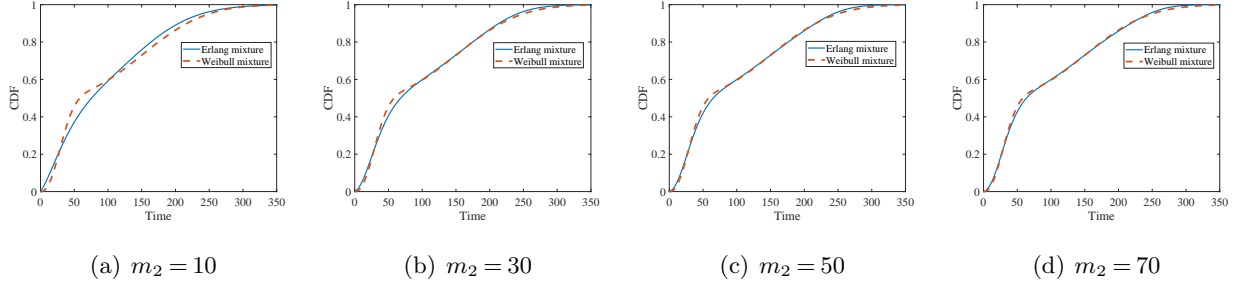 1
0.8
0.6
0.4
0.2
0
CDF
Erlang mixture
Weibull mixture
0 50 100 150 200 250 300 350
Time
(a) m₂ = 10
1
0.8
0.6
0.4
0.2
0
CDF
Erlang mixture
Weibull mixture
0 50 100 150 200 250 300 350
Time
(b) m₂ = 30
1
0.8
0.6
0.4
0.2
0
CDF
Erlang mixture
Weibull mixture
0 50 100 150 200 250 300 350
Time
(c) m₂ = 50
1
0.8
0.6
0.4
0.2
0
CDF
Erlang mixture
Weibull mixture
0 50 100 150 200 250 300 350
Time
(d) m₂ = 70